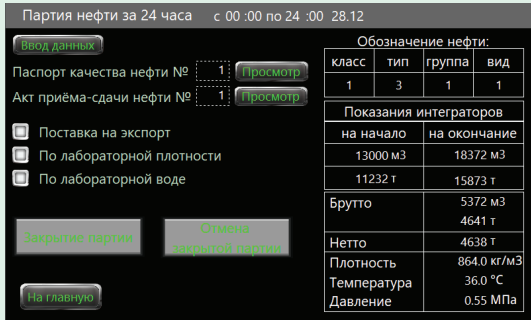 Партия нефти за 24 часа с 00 :00 по 24 :00 28.12
Ввод данных
Паспорт качества нефти № 1 Просмотр
Акт приёма-сдачи нефти № 1 Просмотр
Поставка на экспорт
По лабораторной плотности
По лабораторной воде
Закрытие партии
Отмена
закрытой партии
На главную
Обозначение нефти:
класс тип группа вид
1 3 1 1
Показания интеграторов
на начало на окончание
13000 м3 18372 м3
11232 т 15873 т
Брутто 5372 м3
4641 т
Нетто 4638 т
Плотность 864.0 кг/м3
Температура 36.0 °C
Давление 0.55 МПа